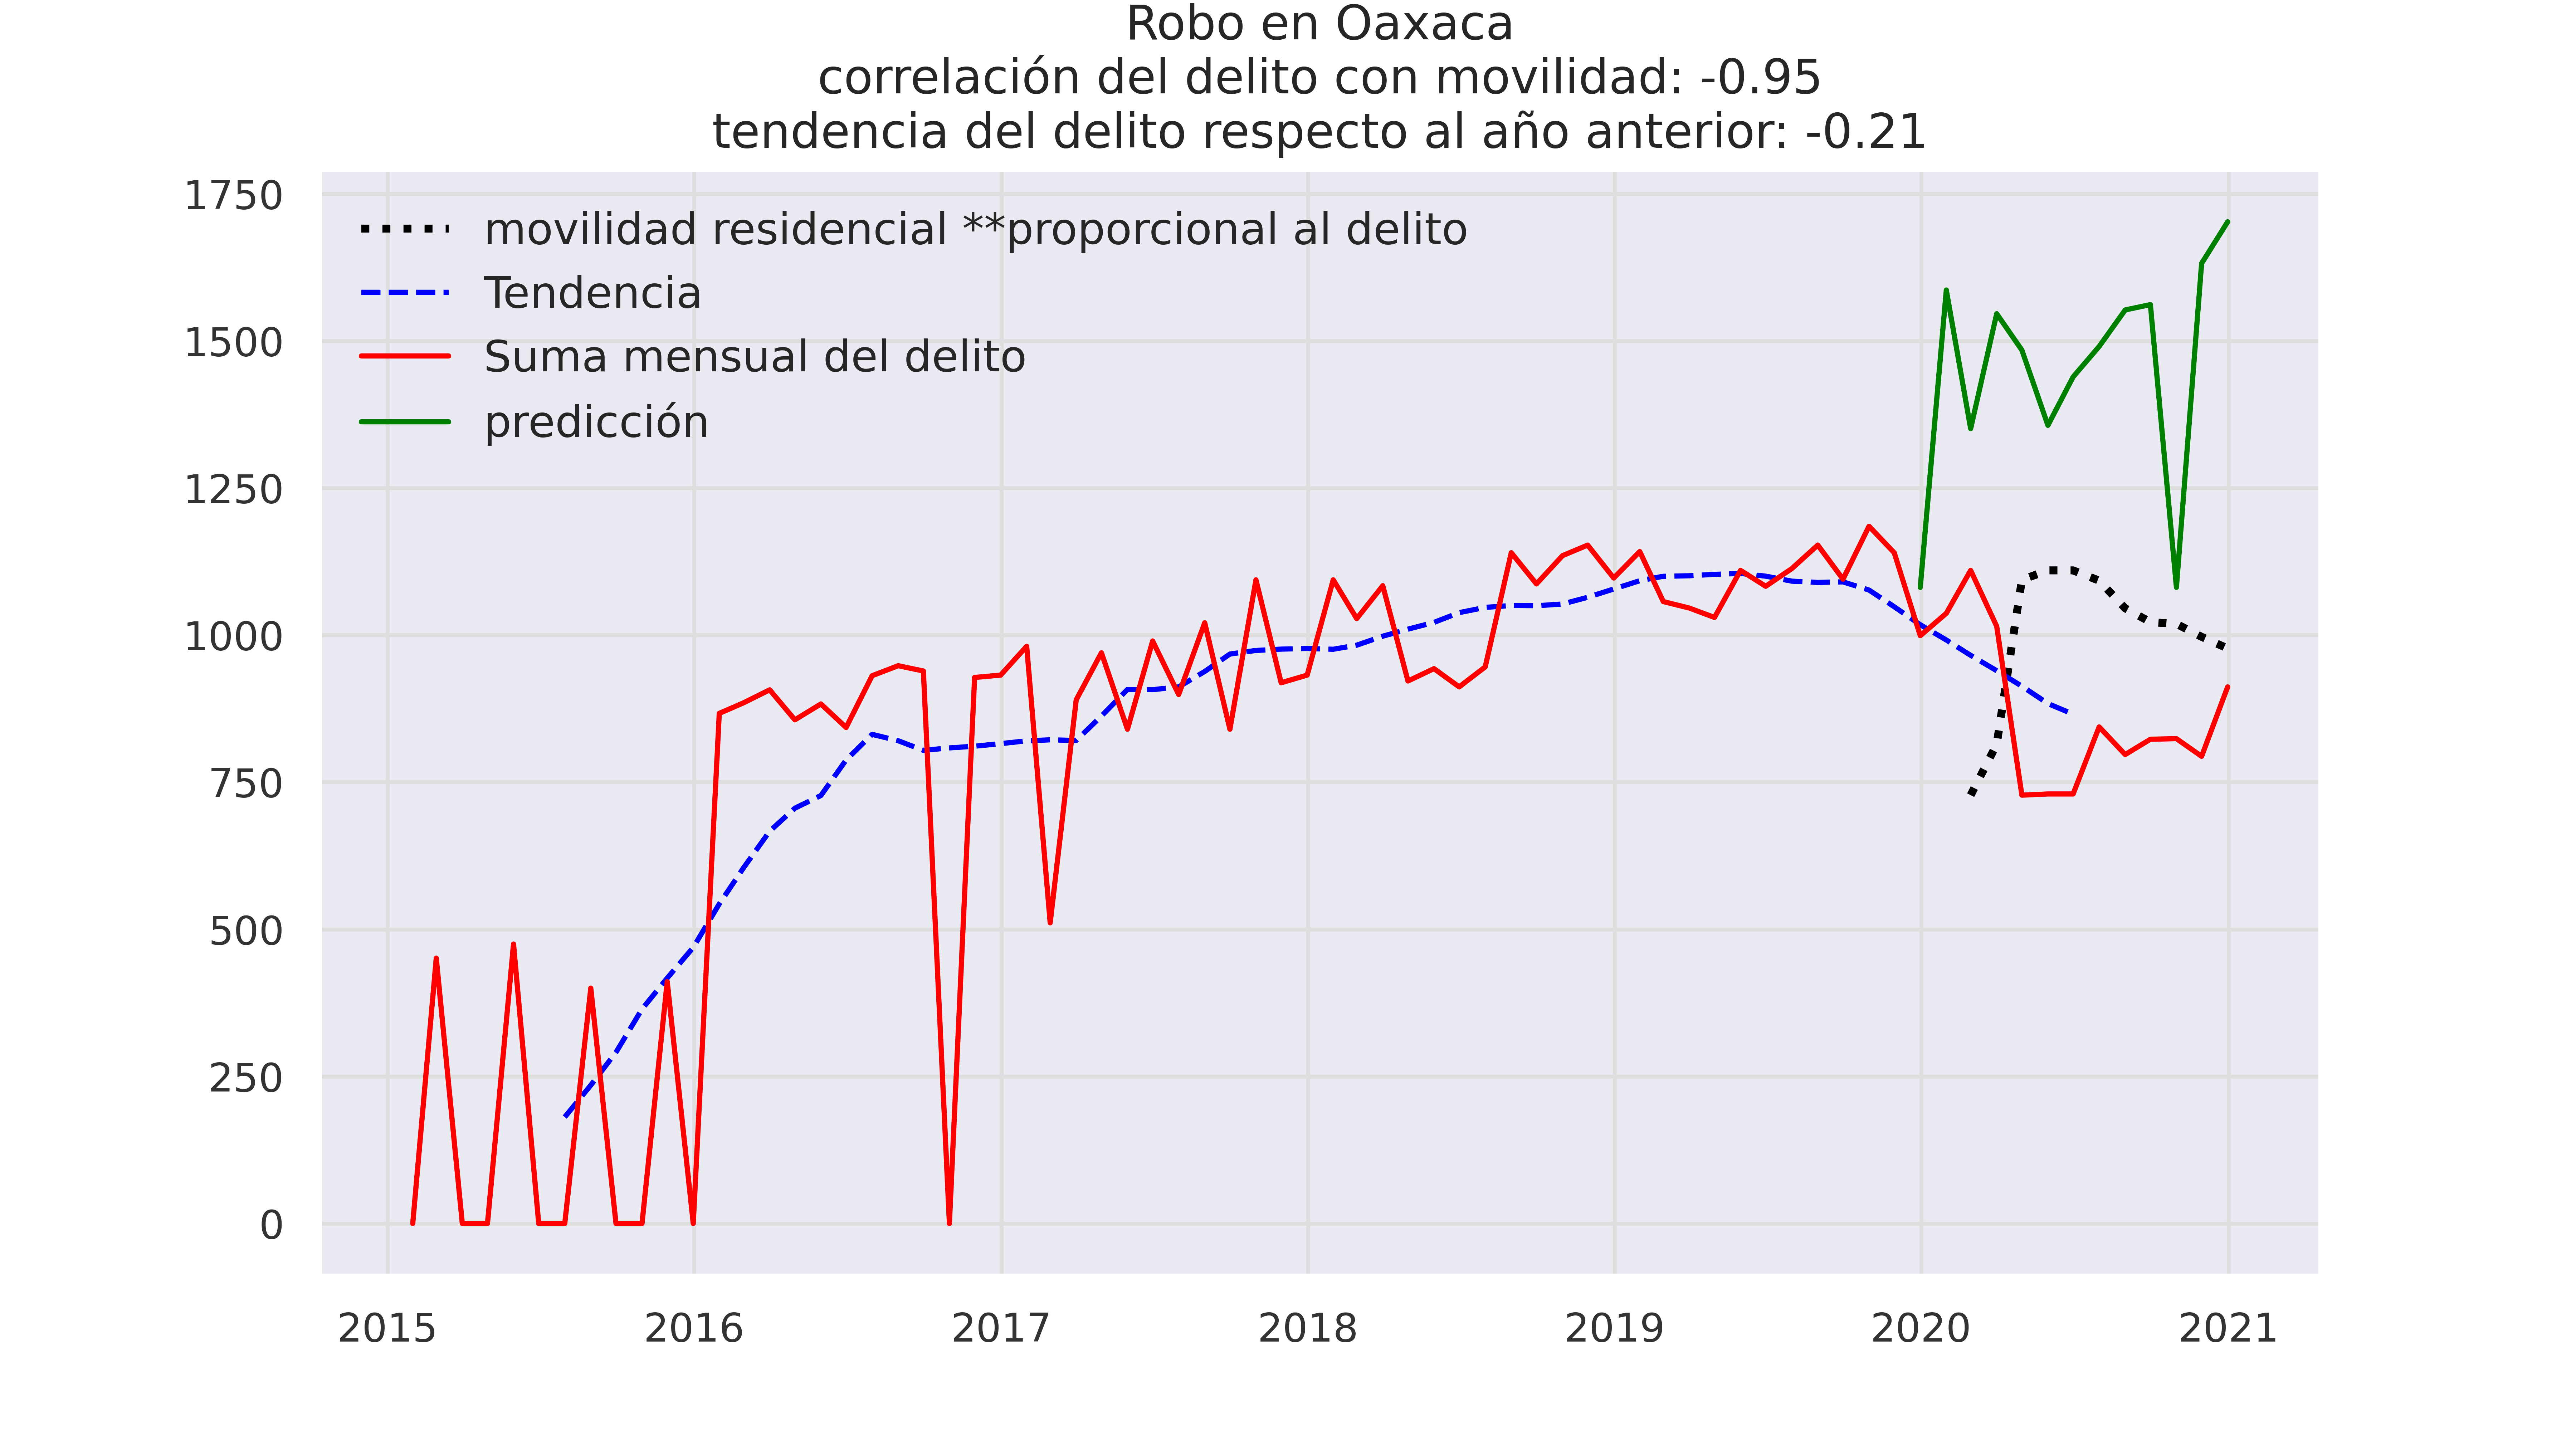 Robo en Oaxaca
correlación del delito con movilidad: -0.95
tendencia del delito respecto al año anterior: -0.21
1750
1500
1250
1000
750
500
250
0
movilidad residencial **proporcional al delito
Tendencia
Suma mensual del delito
predicción
2015 2016 2017 2018 2019 2020 2021